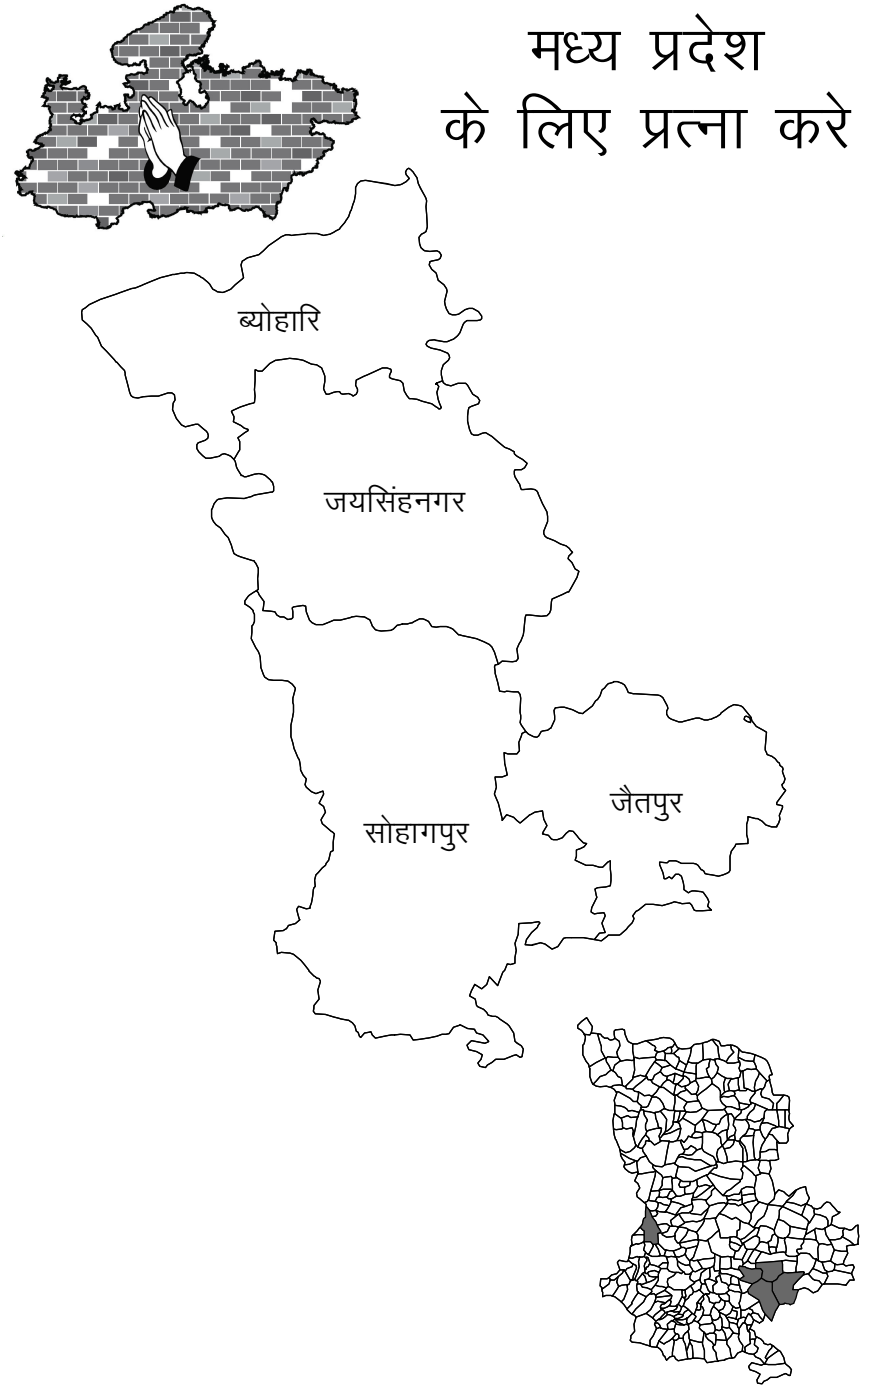 मध्य प्रदेश
के लिए प्रत्ना करे
ब्योहारि
जयसिंहनगर
जैतपुर
सोहागपुर